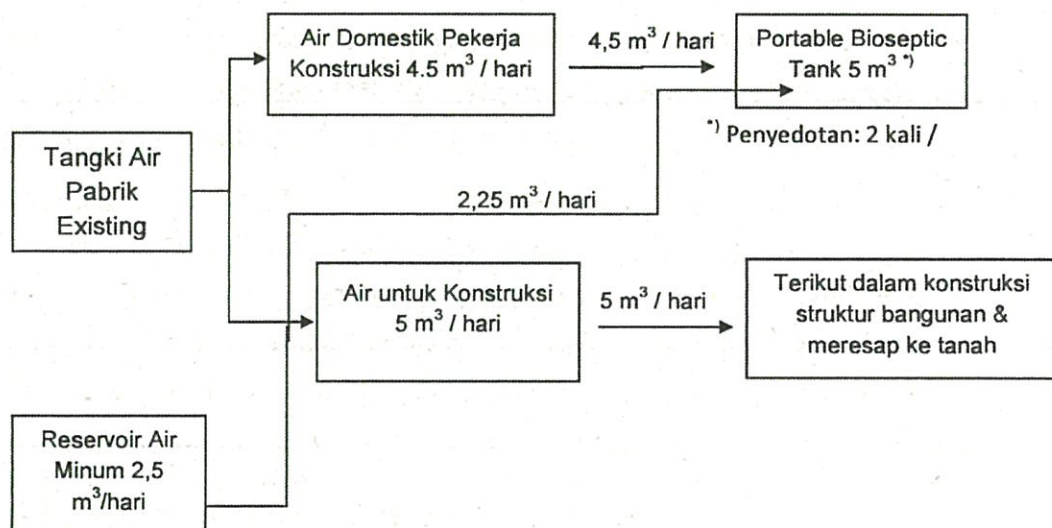 Air Domestik Pekerja
Konstruksi 4.5 m³ / hari
4,5 m³ / hari
Portable Bioseptic
Tank 5 m³ *)
*) Penyedotan: 2 kali /
Tangki Air
Pabrik
Existing
2,25 m³ / hari
Air untuk Konstruksi
5 m³ / hari
5 m³ / hari
Terikut dalam konstruksi
struktur bangunan &
meresap ke tanah
Reservoir Air
Minum 2,5
m³/hari